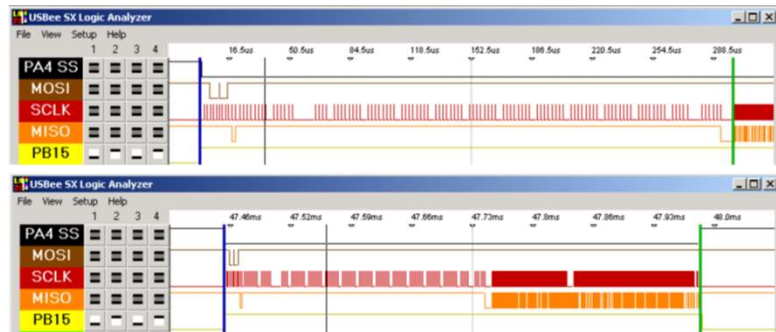 USBee SX Logic Analyzer
File View Setup Help
1 2 3 4
16.5us 50.5us 84.5us 118.5us 152.5us 186.5us 220.5us 254.5us 288.5us
PA4 SS
MOSI
SCLK
MISO
PB15
USBee SX Logic Analyzer
File View Setup Help
1 2 3 4
47.46ms 47.52ms 47.59ms 47.66ms 47.73ms 47.8ms 47.86ms 47.93ms 48.0ms
PA4 SS
MOSI
SCLK
MISO
PB15